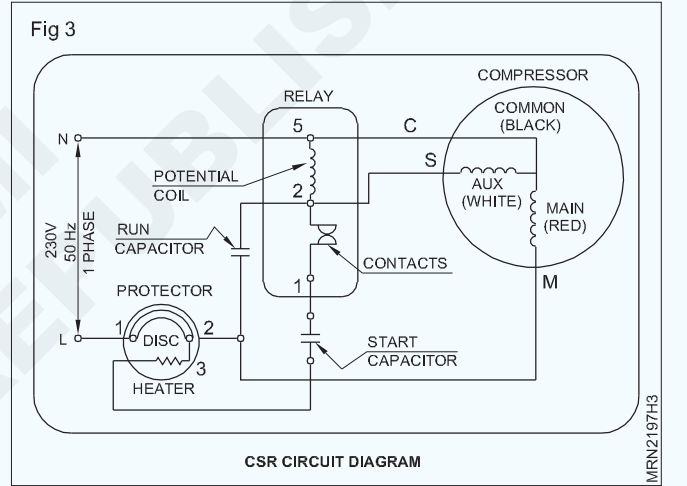 Fig 3
COMPRESSOR
RELAY
COMMON
(BLACK)
5
C
N
S
POTENTIAL
COIL
2
AUX
(WHITE)
MAIN
(RED)
230V
50 Hz
1 PHASE
RUN
CAPACITOR
CONTACTS
M
PROTECTOR
1
L
1
DISC
2
3
HEATER
START
CAPACITOR
CSR CIRCUIT DIAGRAM
MRN2197H3